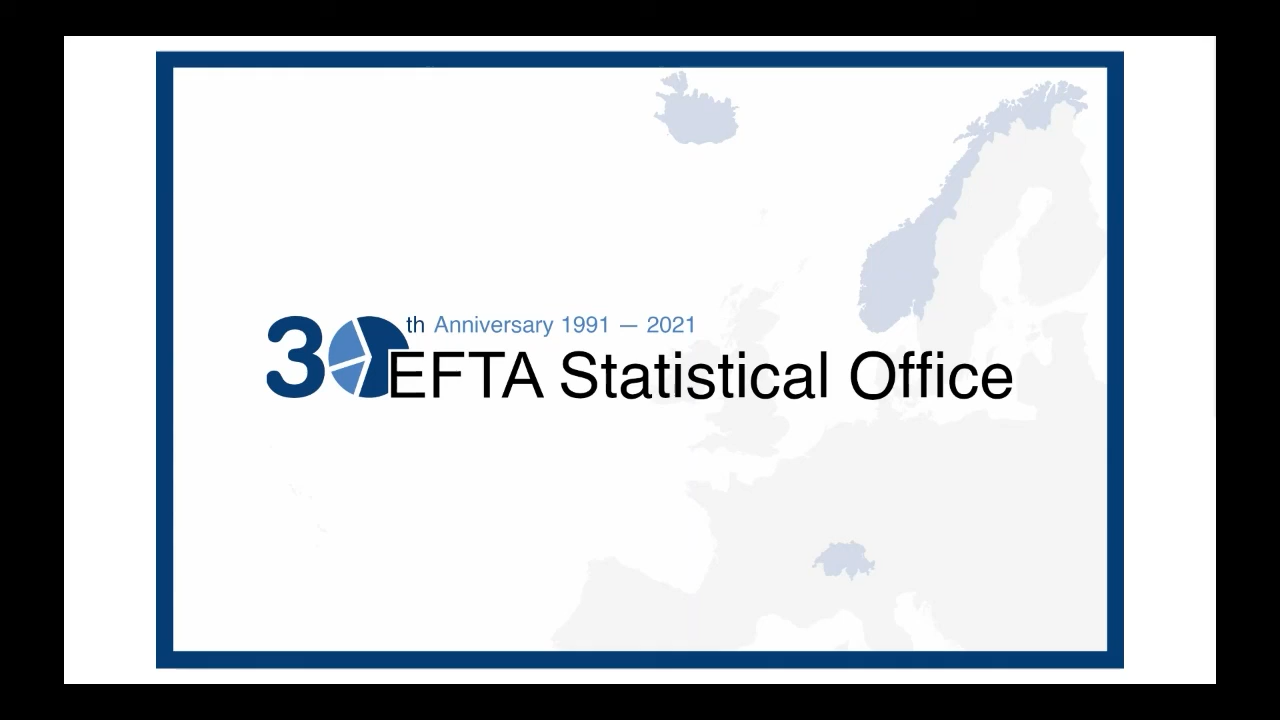 30th Anniversary 1991 — 2021
EFTA Statistical Office